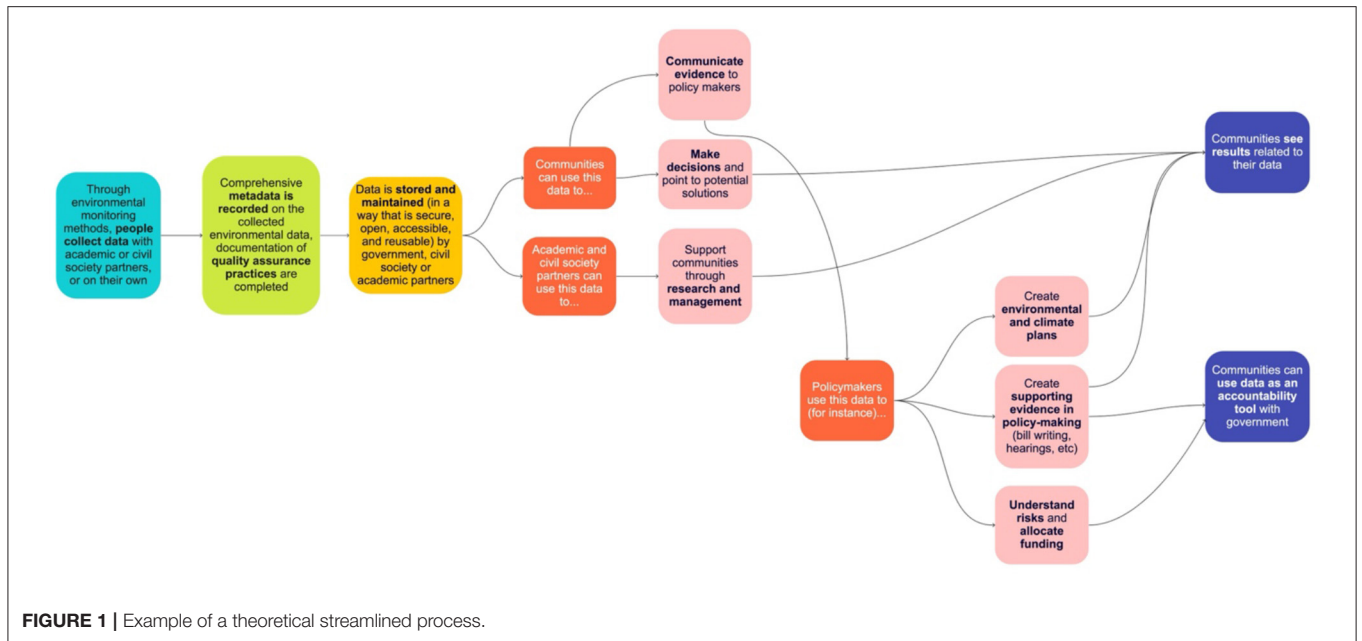 Through
environmental
monitoring
methods, people
collect data with
academic or civil
society partners,
or on their own
Comprehensive
metadata is
recorded on the
collected
environmental data,
documentation of
quality assurance
practices are
completed
Data is stored and
maintained (in a
way that is secure,
open, accessible,
and reusable) by
government, civil
society or
academic partners
Communities
can use this
data to...
Academic and
civil society
partners can
use this data
to...
Communicate
evidence to
policy makers
Make
decisions and
point to potential
solutions
Support
communities
through
research and
management
Policymakers
use this data to
(for instance)...
Create
environmental
and climate
plans
Create
supporting
evidence in
policy-making
(bill writing,
hearings, etc)
Understand
risks and
allocate
funding
Communities see
results related to
their data
Communities can
use data as an
accountability
tool with
government
FIGURE 1 | Example of a theoretical streamlined process.